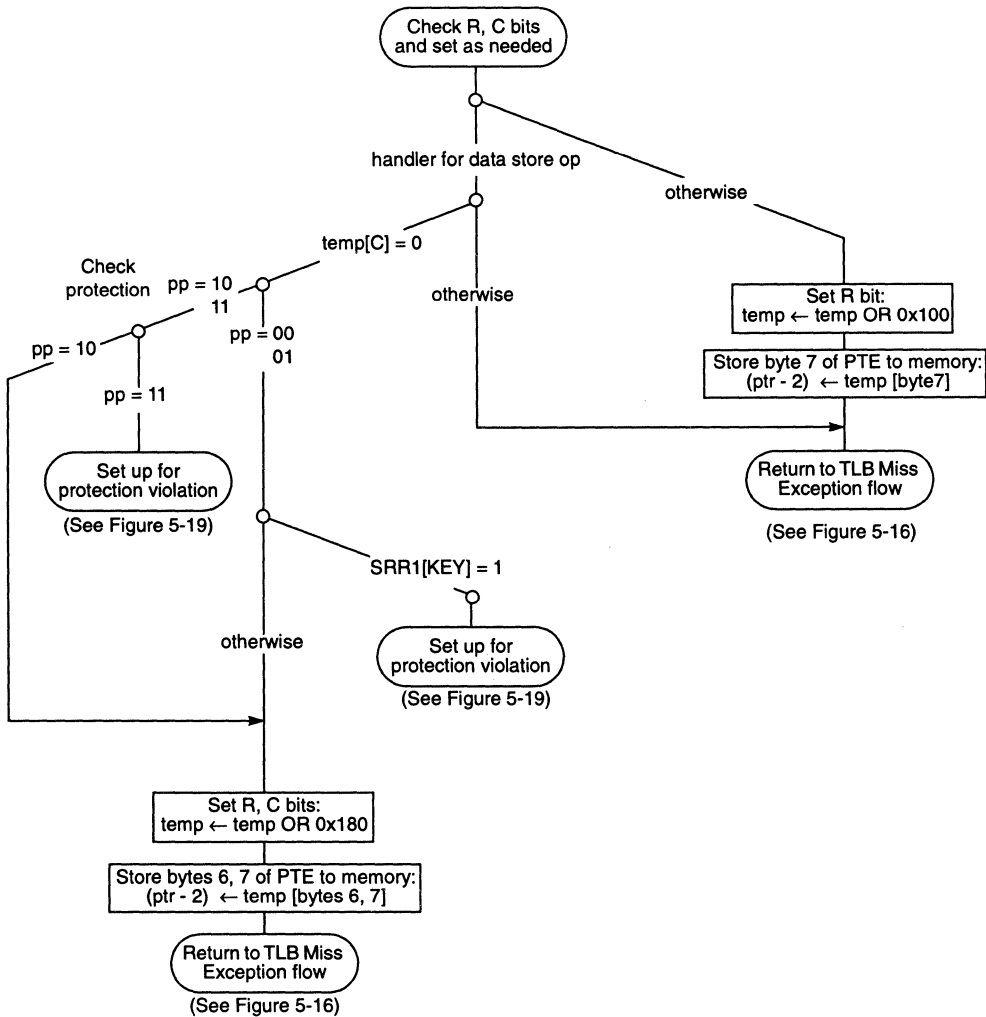 Check R, C bits
and set as needed
handler for data store op
otherwise
temp[C] = 0
Check
protection
pp = 10
11
pp = 00
01
otherwise
Set R bit:
temp ← temp OR 0x100
pp = 10
Store byte 7 of PTE to memory:
(ptr - 2) ← temp [byte7]
pp = 11
Set up for
protection violation
(See Figure 5-19)
Return to TLB Miss
Exception flow
(See Figure 5-16)
SRR1[KEY] = 1
otherwise
Set up for
protection violation
(See Figure 5-19)
Set R, C bits:
temp ← temp OR 0x180
Store bytes 6, 7 of PTE to memory:
(ptr - 2) ← temp [bytes 6, 7]
Return to TLB Miss
Exception flow
(See Figure 5-16)